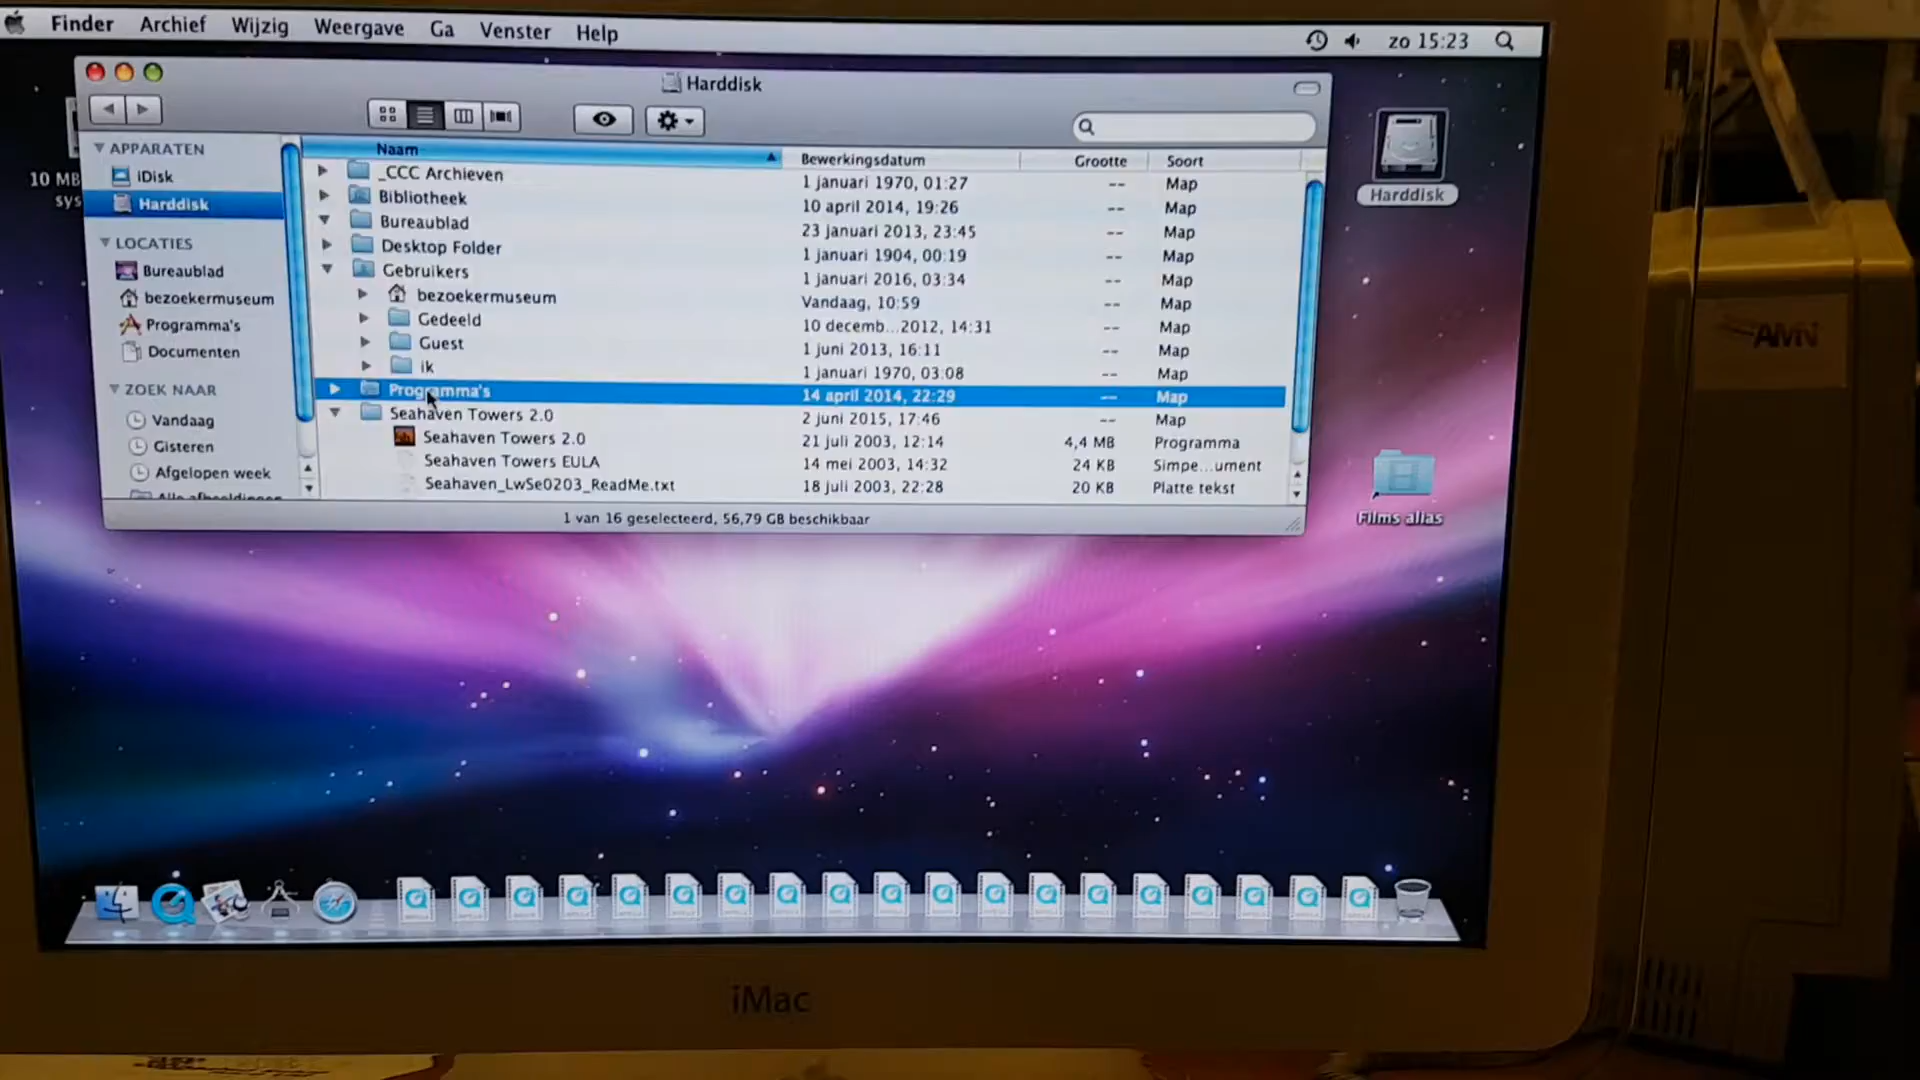 Finder Archief Wijzig Weergave Ga Venster Help zo 15:23
Harddisk
APPARATEN
iDisk
Harddisk
LOCATIES
Bureaublad
bezoekermuseum
Programma's
Documenten
ZOEK NAAR
Vandaag
Gisteren
Afgelopen week
Alle afbeeldingen
Naam Bewerkingsdatum Grootte Soort
_CCC Archieven 1 januari 1970, 01:27 -- Map
Bibliotheek 10 april 2014, 19:26 -- Map
Bureaublad 23 januari 2013, 23:45 -- Map
Desktop Folder 1 januari 1904, 00:19 -- Map
Gebruikers 1 januari 2016, 03:34 -- Map
bezoekermuseum Vandaag, 10:59 -- Map
Gedeeld 10 decemb...2012, 14:31 -- Map
Guest 1 juni 2013, 16:11 -- Map
ik 1 januari 1970, 03:08 -- Map
Programma's 14 april 2014, 22:29 -- Map
Seahaven Towers 2.0 2 juni 2015, 17:46 -- Map
Seahaven Towers 2.0 21 juli 2003, 12:14 4,4 MB Programma
Seahaven Towers EULA 14 mei 2003, 14:32 24 KB Simpe...ument
Seahaven_LwSe0203_ReadMe.txt 18 juli 2003, 22:28 20 KB Platte tekst
1 van 16 geselecteerd, 56,79 GB beschikbaar
10 MB
sys
Harddisk
Films alias
iMac
AMN